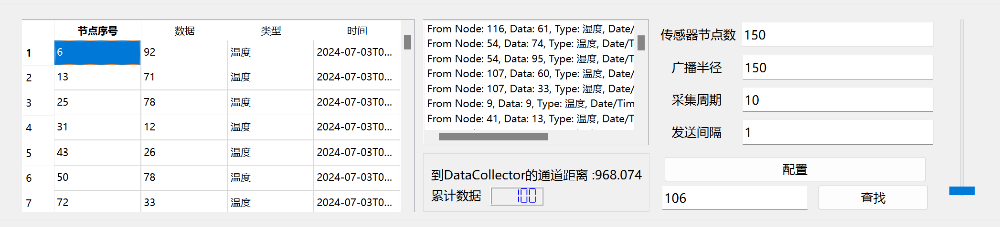 节点序号 数据 类型 时间
1 6 92 温度 2024-07-03T0...
2 13 71 温度 2024-07-03T0...
3 25 78 温度 2024-07-03T0...
4 31 12 温度 2024-07-03T0...
5 43 26 温度 2024-07-03T0...
6 50 78 温度 2024-07-03T0...
7 72 33 温度 2024-07-03T0...
From Node: 116, Data: 61, Type: 湿度, Date/
From Node: 54, Data: 74, Type: 温度, Date/T
From Node: 54, Data: 95, Type: 湿度, Date/T
From Node: 107, Data: 60, Type: 温度, Date/
From Node: 107, Data: 33, Type: 湿度, Date/
From Node: 9, Data: 9, Type: 温度, Date/Tim
From Node: 41, Data: 13, Type: 温度, Date/T
到DataCollector的通道距离 :968.074
累计数据 100
传感器节点数 150
广播半径 150
采集周期 10
发送间隔 1
配置
106 查找